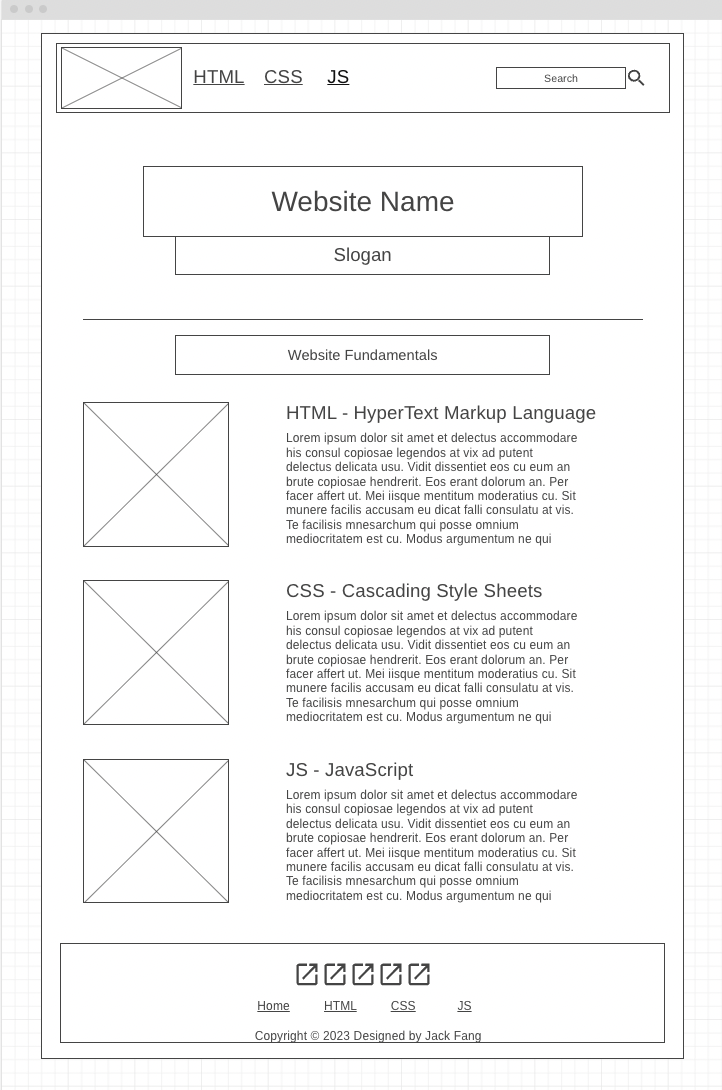 HTML CSS JS Search
Website Name
Slogan
Website Fundamentals
HTML - HyperText Markup Language
Lorem ipsum dolor sit amet et delectus accommodare
his consul copiosae legendos at vix ad putent
delectus delicata usu. Vidit dissentiet eos cu eum an
brute copiosae hendrerit. Eos erant dolorum an. Per
facer affert ut. Mei iisque mentitum moderatius cu. Sit
munere facilis accusam eu dicat falli consulatu at vis.
Te facilisis mnesarchum qui posse omnium
mediocritatem est cu. Modus argumentum ne qui
CSS - Cascading Style Sheets
Lorem ipsum dolor sit amet et delectus accommodare
his consul copiosae legendos at vix ad putent
delectus delicata usu. Vidit dissentiet eos cu eum an
brute copiosae hendrerit. Eos erant dolorum an. Per
facer affert ut. Mei iisque mentitum moderatius cu. Sit
munere facilis accusam eu dicat falli consulatu at vis.
Te facilisis mnesarchum qui posse omnium
mediocritatem est cu. Modus argumentum ne qui
JS - JavaScript
Lorem ipsum dolor sit amet et delectus accommodare
his consul copiosae legendos at vix ad putent
delectus delicata usu. Vidit dissentiet eos cu eum an
brute copiosae hendrerit. Eos erant dolorum an. Per
facer affert ut. Mei iisque mentitum moderatius cu. Sit
munere facilis accusam eu dicat falli consulatu at vis.
Te facilisis mnesarchum qui posse omnium
mediocritatem est cu. Modus argumentum ne qui
Home HTML CSS JS
Copyright © 2023 Designed by Jack Fang